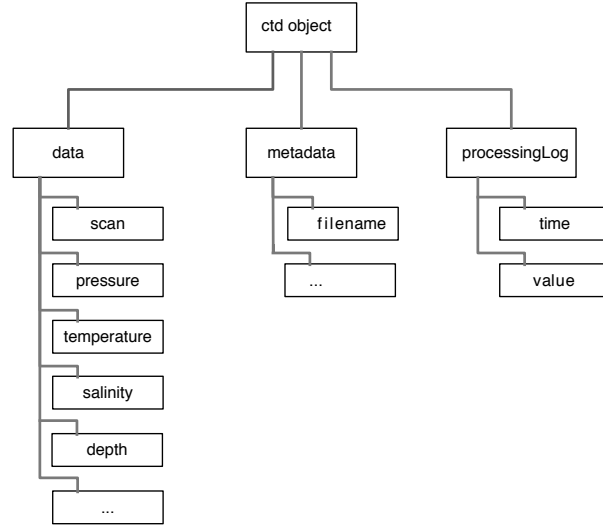 ctd object
data
metadata
processingLog
scan
filename
time
pressure
...
value
temperature
salinity
depth
...